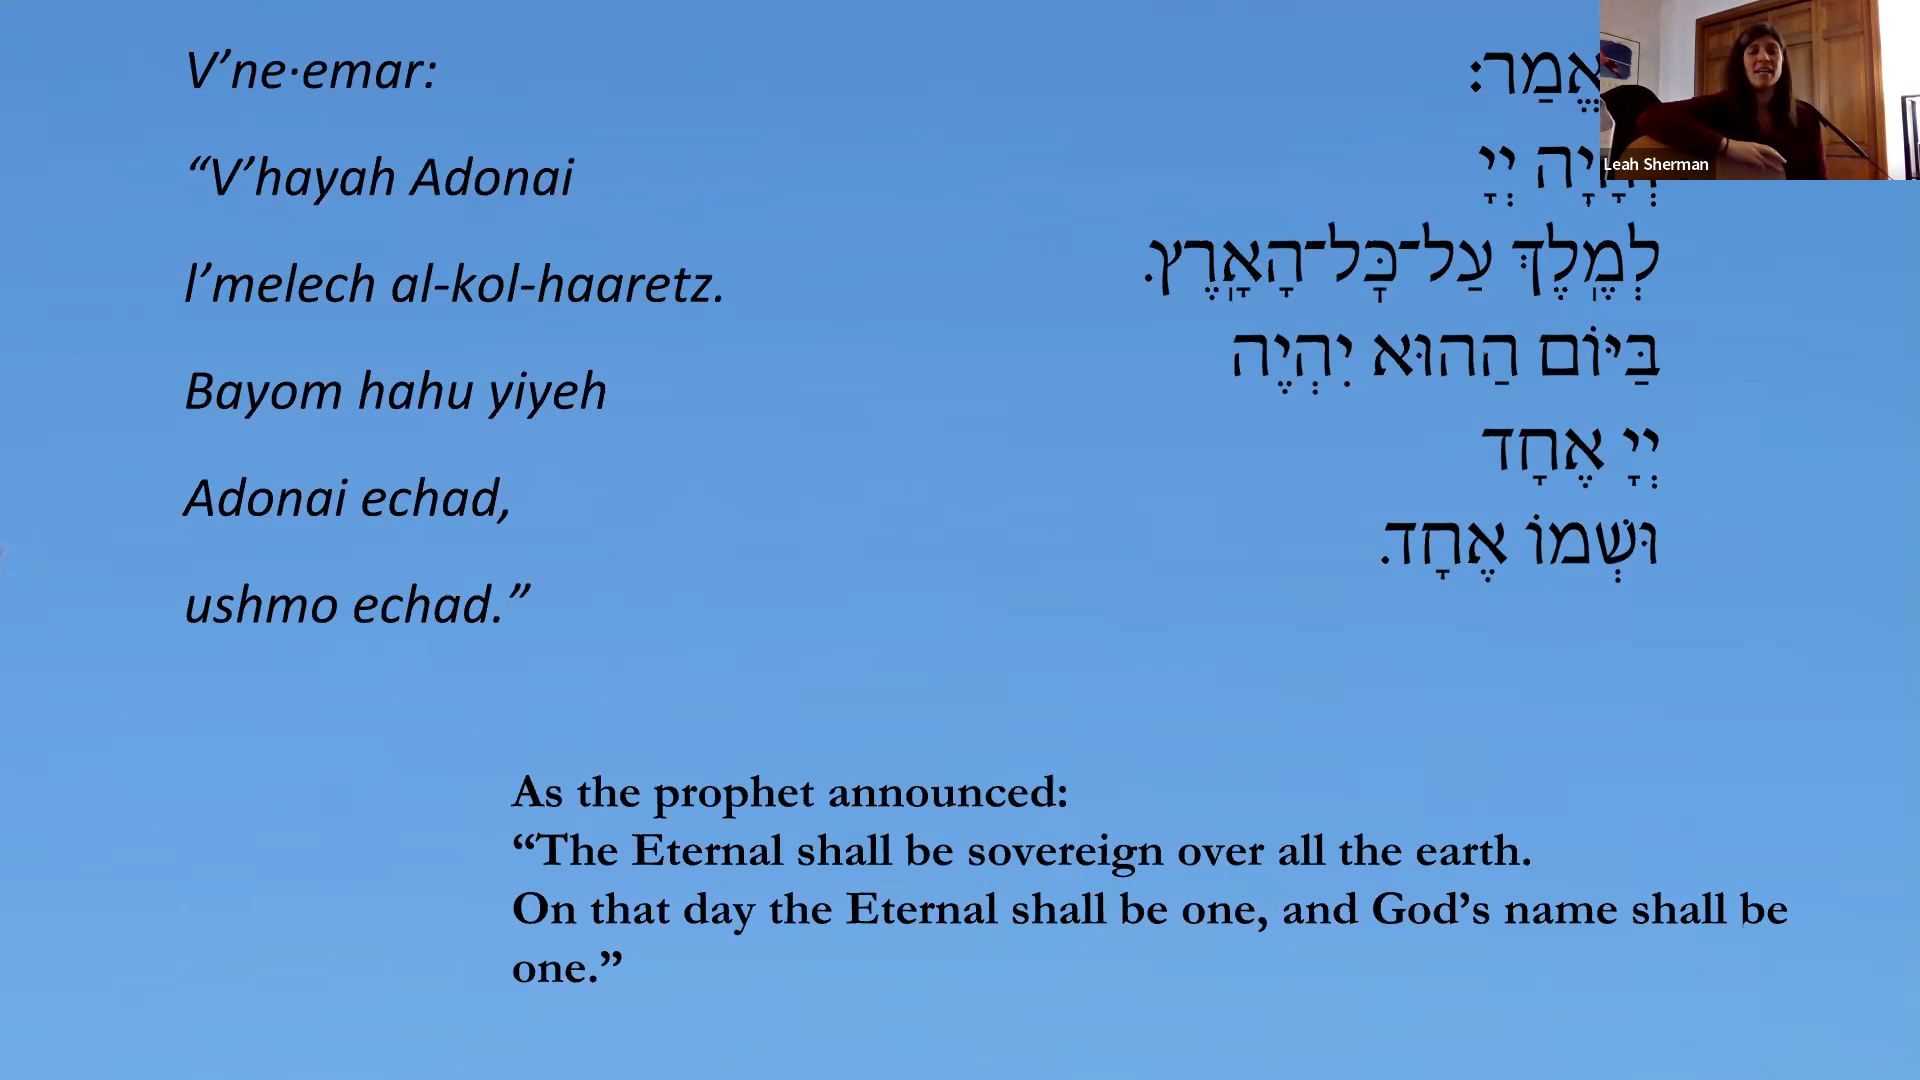 V’ne·emar:
“V’hayah Adonai
l’melech al-kol-haaretz.
Bayom hahu yiyeh
Adonai echad,
ushmo echad.”
יְיָ
לְמֶֽלֶךְ עַל־כָּל־הָאָֽרֶץ.
בַּיּוֹם הַהוּא יִהְיֶה
יְיָ אֶחָד
וּשְׁמוֹ אֶחָד.
Leah Sherman
As the prophet announced:
“The Eternal shall be sovereign over all the earth.
On that day the Eternal shall be one, and God’s name shall be
one.”